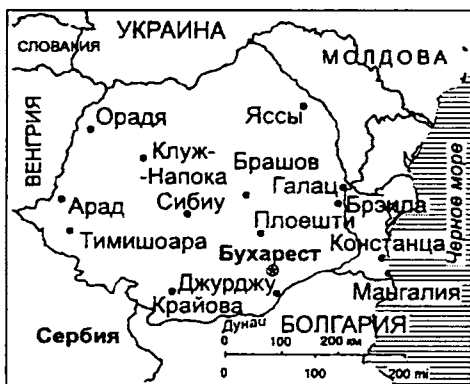 УКРАИНА
СЛОВАКИЯ
МОЛДОВА
ВЕНГРИЯ
Орадя
Яссы
Клуж-
-Напока
Брашов
Галац
Брэила
Арад
Сибиу
Плоешти
Тимишоара
Констанца
Бухарест
Джурджу
Мангалия
Крайова
Черное море
Сербия
Дунай
БОЛГАРИЯ
0 100 200 км
0 100 200 mi